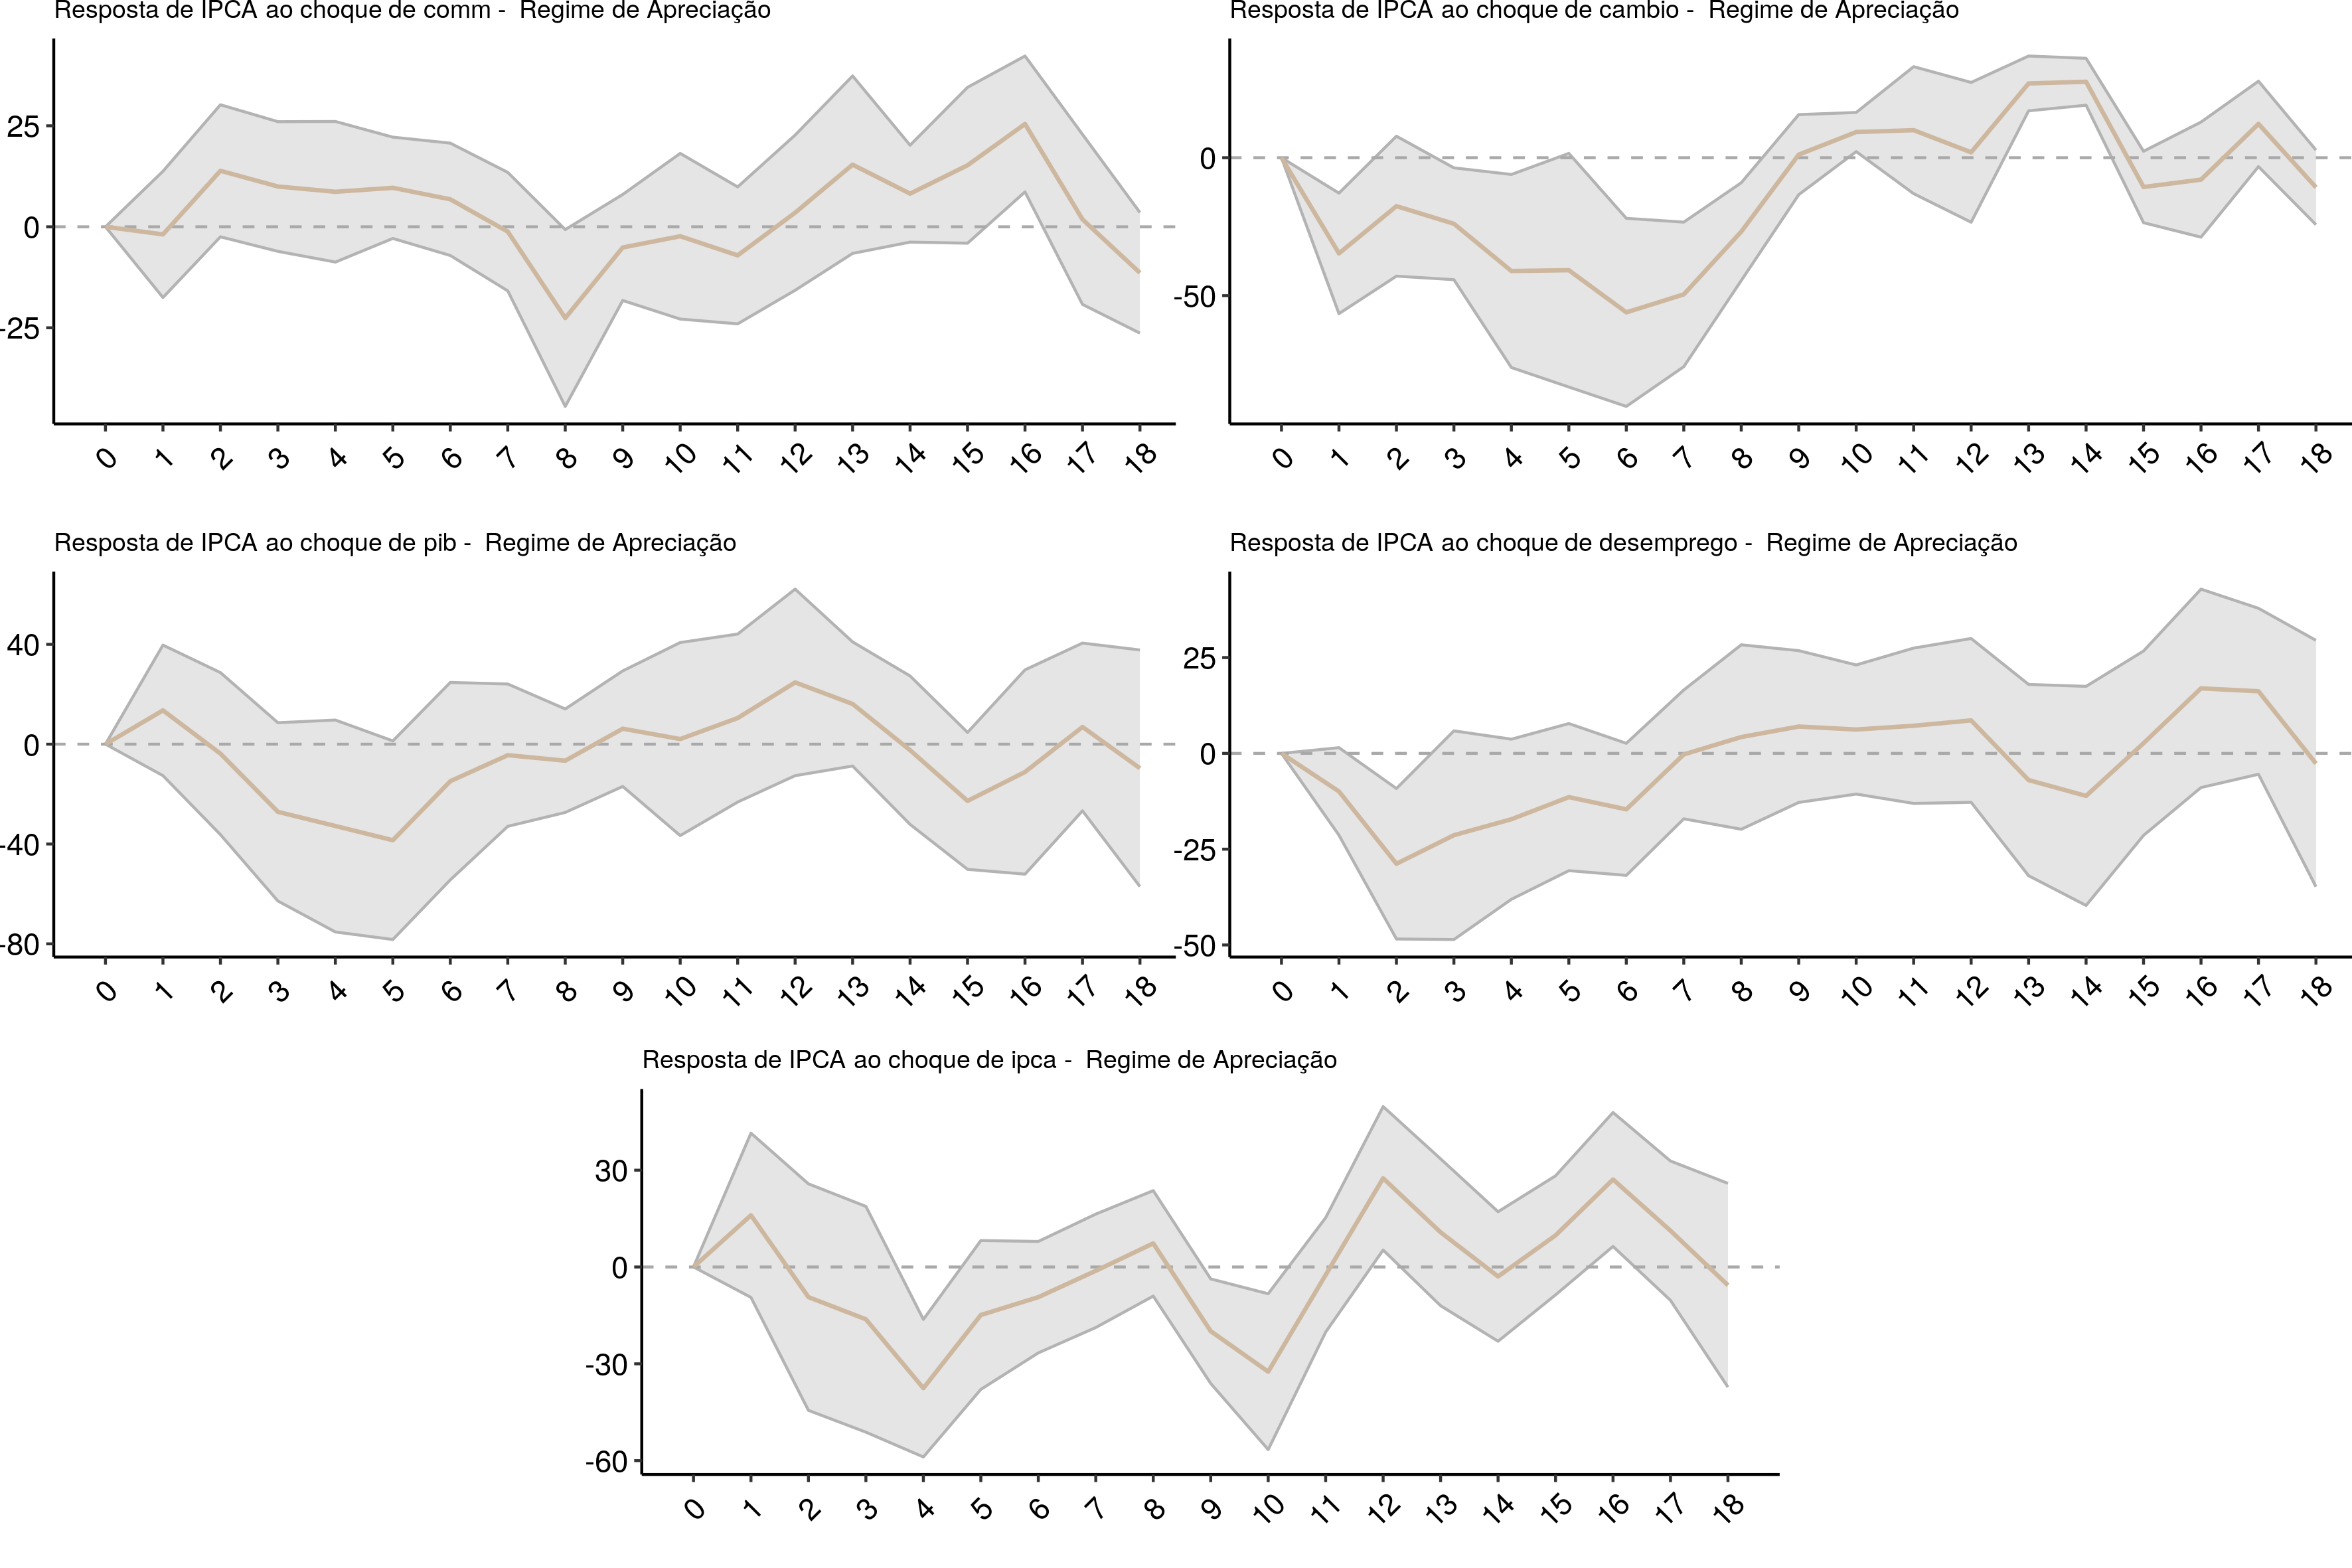 Resposta de IPCA ao choque de comm -  Regime de Apreciação
25
0
-25
0 1 2 3 4 5 6 7 8 9 10 11 12 13 14 15 16 17 18
Resposta de IPCA ao choque de cambio -  Regime de Apreciação
0
-50
0 1 2 3 4 5 6 7 8 9 10 11 12 13 14 15 16 17 18
Resposta de IPCA ao choque de pib -  Regime de Apreciação
40
0
-40
-80
0 1 2 3 4 5 6 7 8 9 10 11 12 13 14 15 16 17 18
Resposta de IPCA ao choque de desemprego -  Regime de Apreciação
25
0
-25
-50
0 1 2 3 4 5 6 7 8 9 10 11 12 13 14 15 16 17 18
Resposta de IPCA ao choque de ipca -  Regime de Apreciação
30
0
-30
-60
0 1 2 3 4 5 6 7 8 9 10 11 12 13 14 15 16 17 18